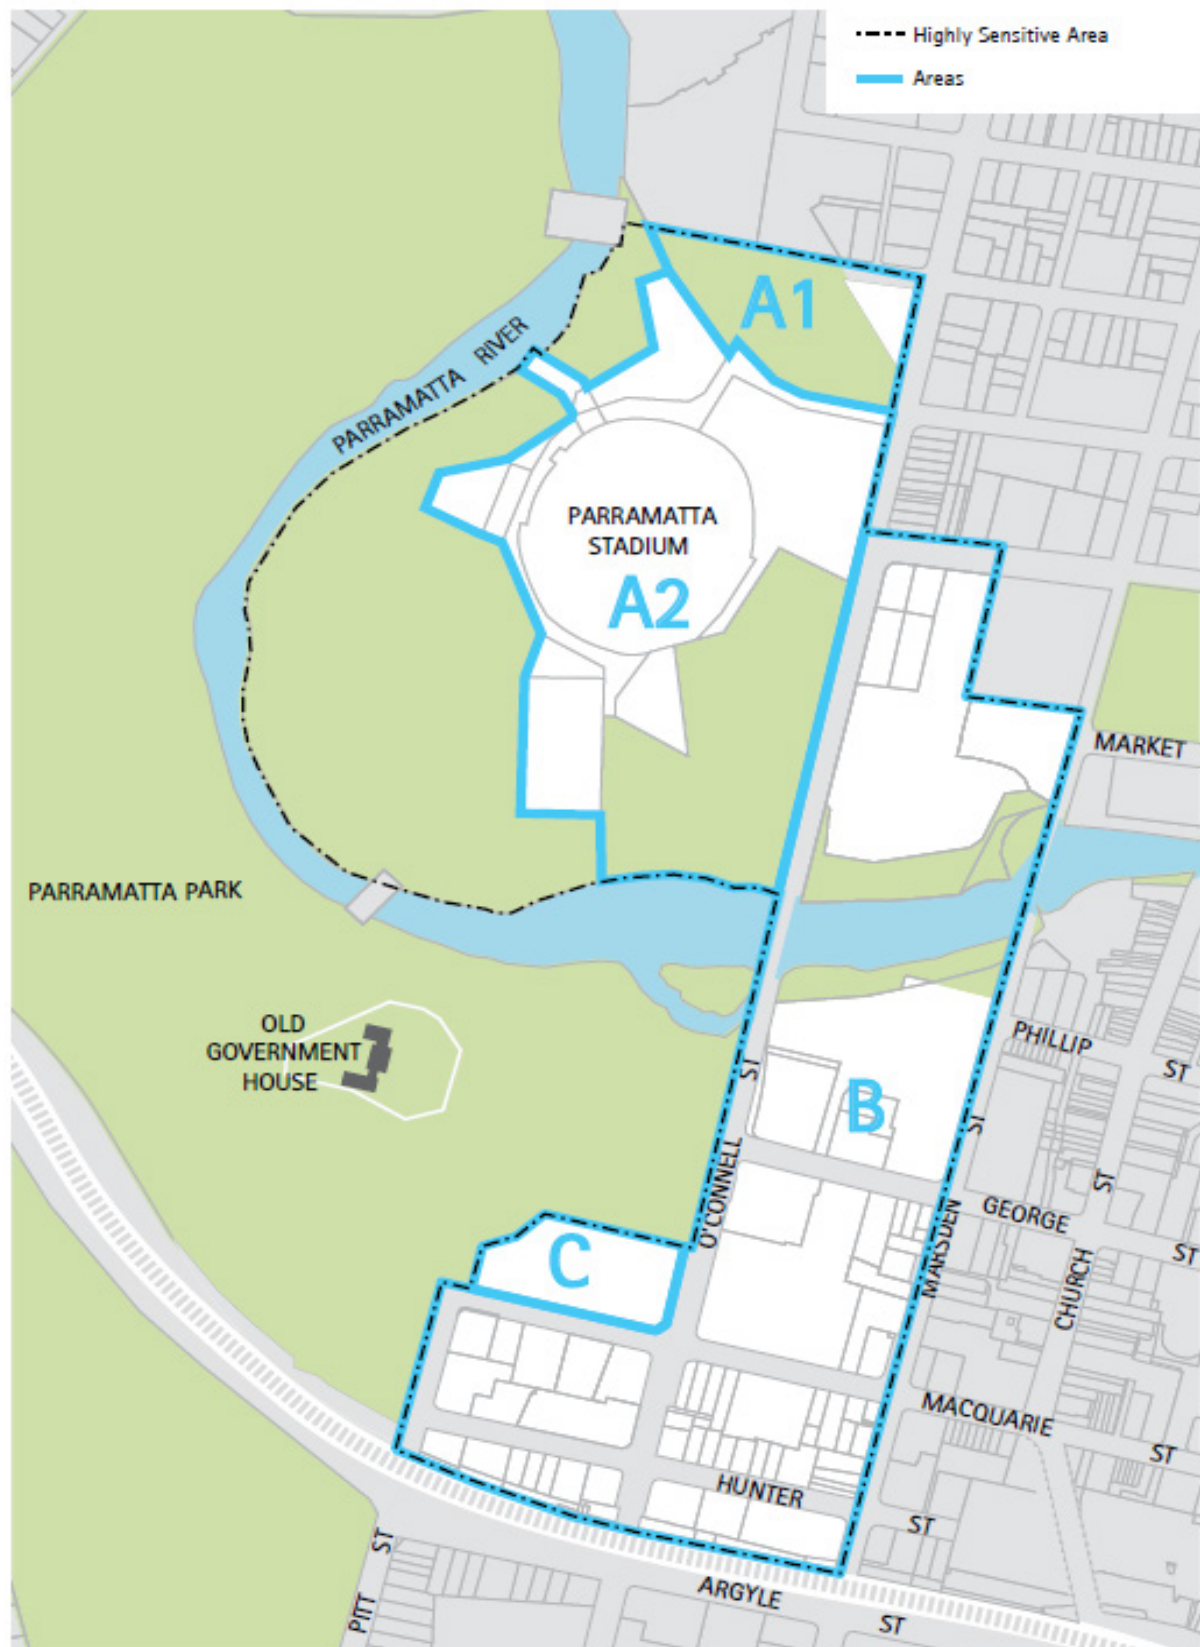 Highly Sensitive Area
Areas
A1
PARRAMATTA RIVER
PARRAMATTA
STADIUM
A2
MARKET
PARRAMATTA PARK
OLD
GOVERNMENT
HOUSE
PHILLIP
ST
ST
B
ST
ST
O'CONNELL
MARSDEN
GEORGE
ST
CHURCH
C
MACQUARIE
ST
HUNTER
ST
ST
PITT
ARGYLE
ST